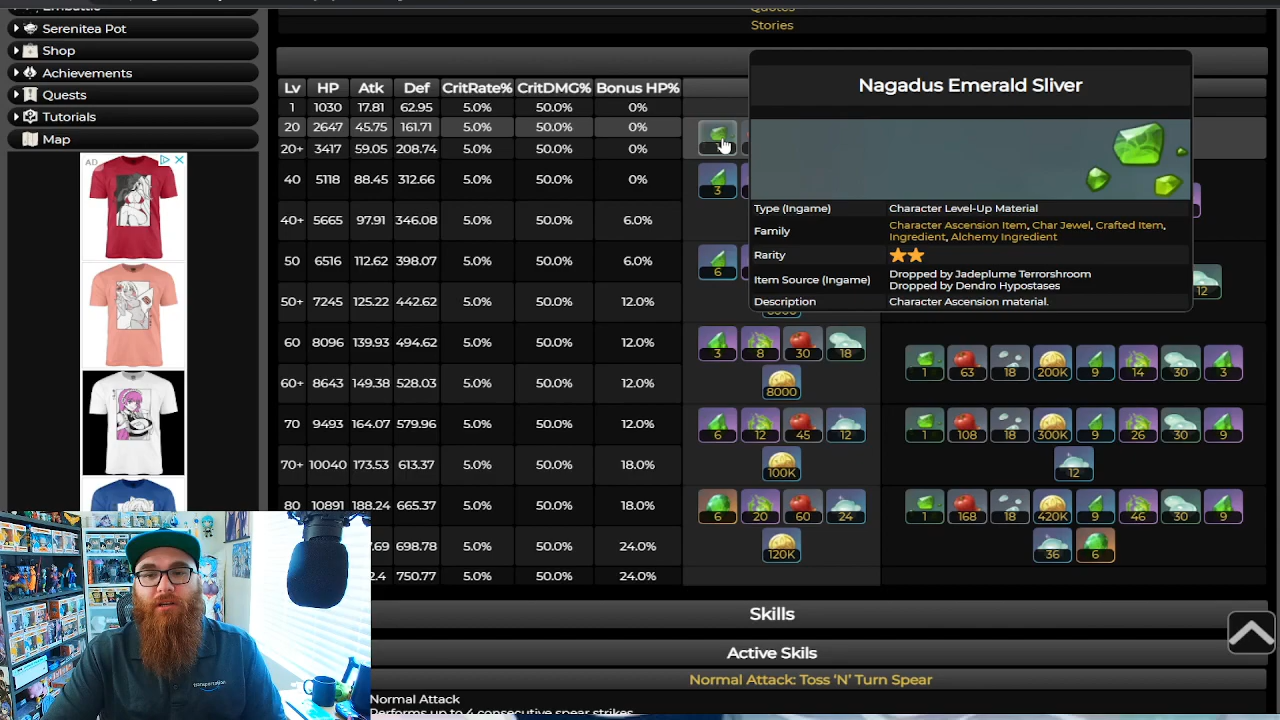 Serenitea Pot
Shop
Achievements
Quests
Tutorials
Map
AD
Stories
Lv HP Atk Def CritRate% CritDMG% Bonus HP%
1 1030 17.81 62.95 5.0% 50.0% 0%
20 2647 45.75 161.71 5.0% 50.0% 0%
20+ 3417 59.05 208.74 5.0% 50.0% 0%
40 5118 88.45 312.66 5.0% 50.0% 0% 3
40+ 5665 97.91 346.08 5.0% 50.0% 6.0%
50 6516 112.62 398.07 5.0% 50.0% 6.0% 6
50+ 7245 125.22 442.62 5.0% 50.0% 12.0% 12
60 8096 139.93 494.62 5.0% 50.0% 12.0% 3 8 30 18
1 63 18 200K 9 14 30 3
60+ 8643 149.38 528.03 5.0% 50.0% 12.0% 8000
70 9493 164.07 579.96 5.0% 50.0% 12.0% 6 12 45 12
1 108 18 300K 9 26 30 9
70+ 10040 173.53 613.37 5.0% 50.0% 18.0% 100K 12
80 10891 188.24 665.37 5.0% 50.0% 18.0% 6 20 60 24
1 168 18 420K 9 46 30 9
.69 698.78 5.0% 50.0% 24.0% 120K 36 6
2.4 750.77 5.0% 50.0% 24.0%
Nagadus Emerald Sliver
Type (Ingame) Character Level-Up Material
Family Character Ascension Item, Char Jewel, Crafted Item,
Ingredient, Alchemy Ingredient
Rarity
Item Source (Ingame) Dropped by Jadeplume Terrorshroom
Dropped by Dendro Hypostases
Description Character Ascension material.
Skills
Active Skils
Normal Attack: Toss 'N' Turn Spear
Normal Attack
Performs up to 4 consecutive spear strikes.
transportation